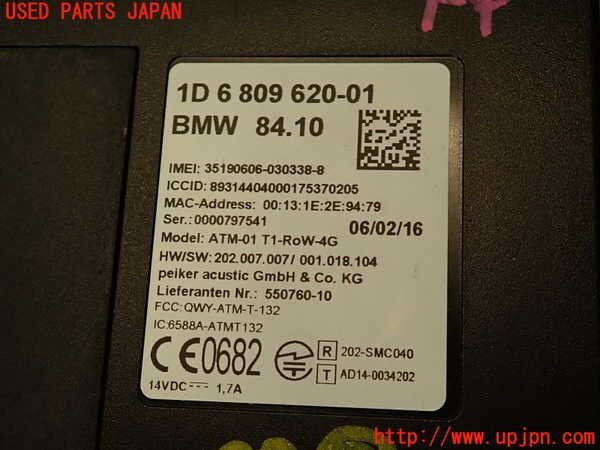 USED PARTS JAPAN
1D 6 809 620-01
BMW 84.10
IMEI: 35190606-030338-8
ICCID: 89314404000175370205
MAC-Address: 00:13:1E:2E:94:79
Ser.: 0000797541
06/02/16
Model: ATM-01 T1-RoW-4G
HW/SW: 202.007.007/ 001.018.104
peiker acustic GmbH & Co. KG
Lieferanten Nr.: 550760-10
FCC: QWY-ATM-T-132
IC:6588A-ATMT132
CE0682
R 202-SMC040
T AD14-0034202
14VDC 1,7A
http://www.upjpn.com/